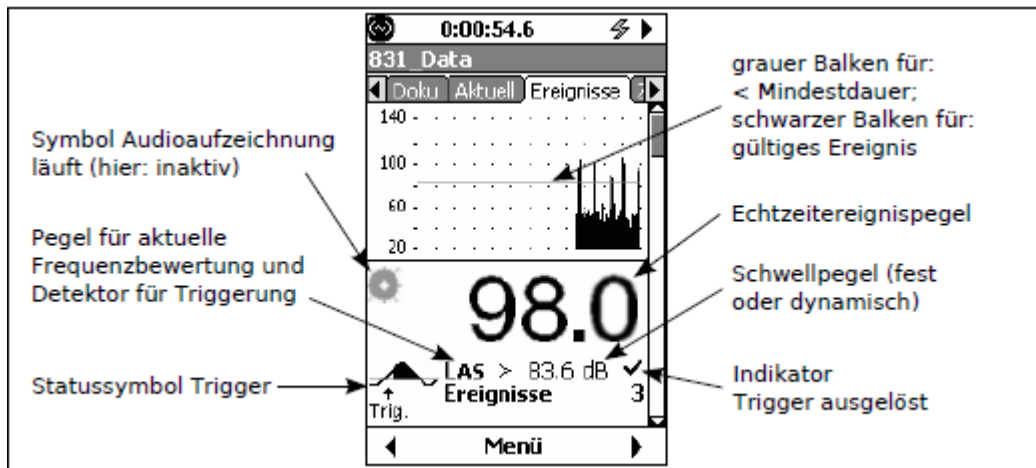 0:00:54.6
831_Data
Doku Aktuell Ereignisse
140
100
60
20
98.0
LAS > 83.6 dB
Ereignisse 3
Trig.
Menü
Symbol Audioaufzeichnung
läuft (hier: inaktiv)
Pegel für aktuelle
Frequenzbewertung und
Detektor für Triggerung
Statussymbol Trigger
grauer Balken für:
< Mindestdauer;
schwarzer Balken für:
gültiges Ereignis
Echtzeitereignispegel
Schwellpegel (fest
oder dynamisch)
Indikator
Trigger ausgelöst